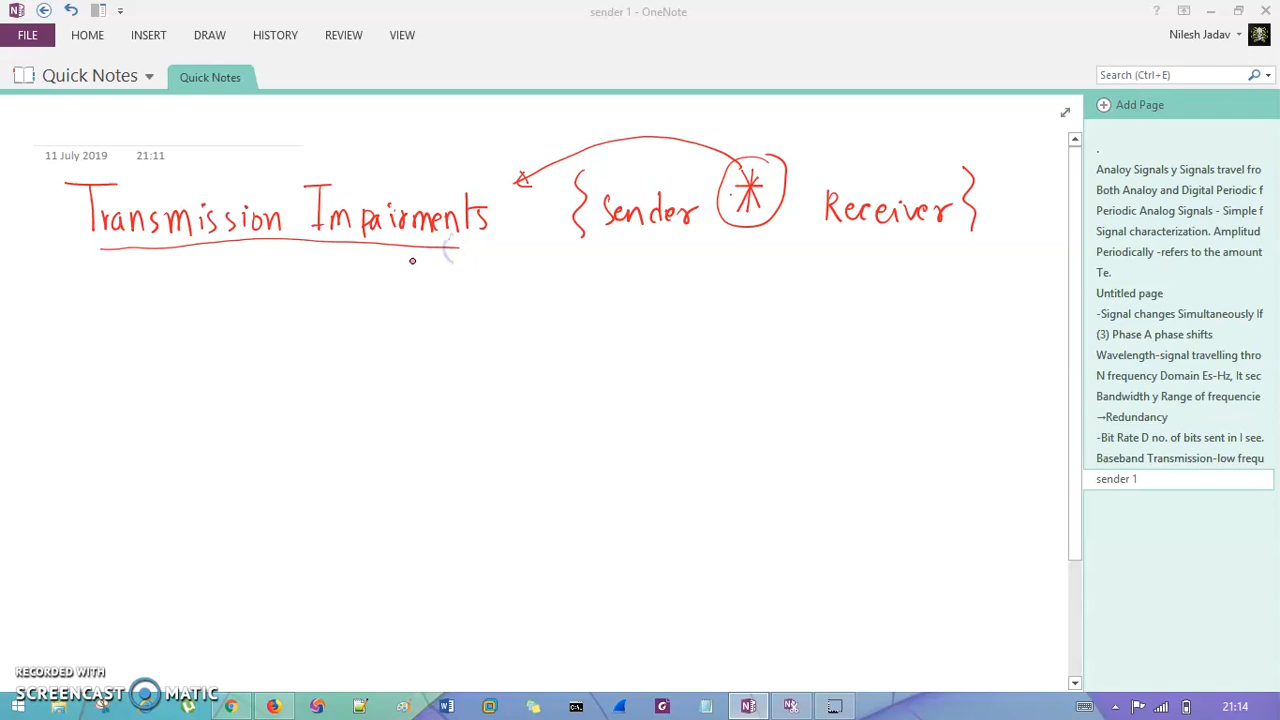 sender 1 - OneNote
?
FILE HOME INSERT DRAW HISTORY REVIEW VIEW
Nilesh Jadav
Quick Notes
Quick Notes
Search (Ctrl+E)
Add Page
11 July 2019 21:11
Transmission Impairments { Sender * Receiver }
.
Analoy Signals y Signals travel fro
Both Analoy and Digital Periodic f
Periodic Analog Signals - Simple f
Signal characterization. Amplitud
Periodically -refers to the amount
Te.
Untitled page
-Signal changes Simultaneously If
(3) Phase A phase shifts
Wavelength-signal travelling thro
N frequency Domain Es-Hz, It sec
Bandwidth y Range of frequencie
→Redundancy
-Bit Rate D no. of bits sent in I see.
Baseband Transmission-low frequ
sender 1
RECORDED WITH
SCREENCAST MATIC
21:14